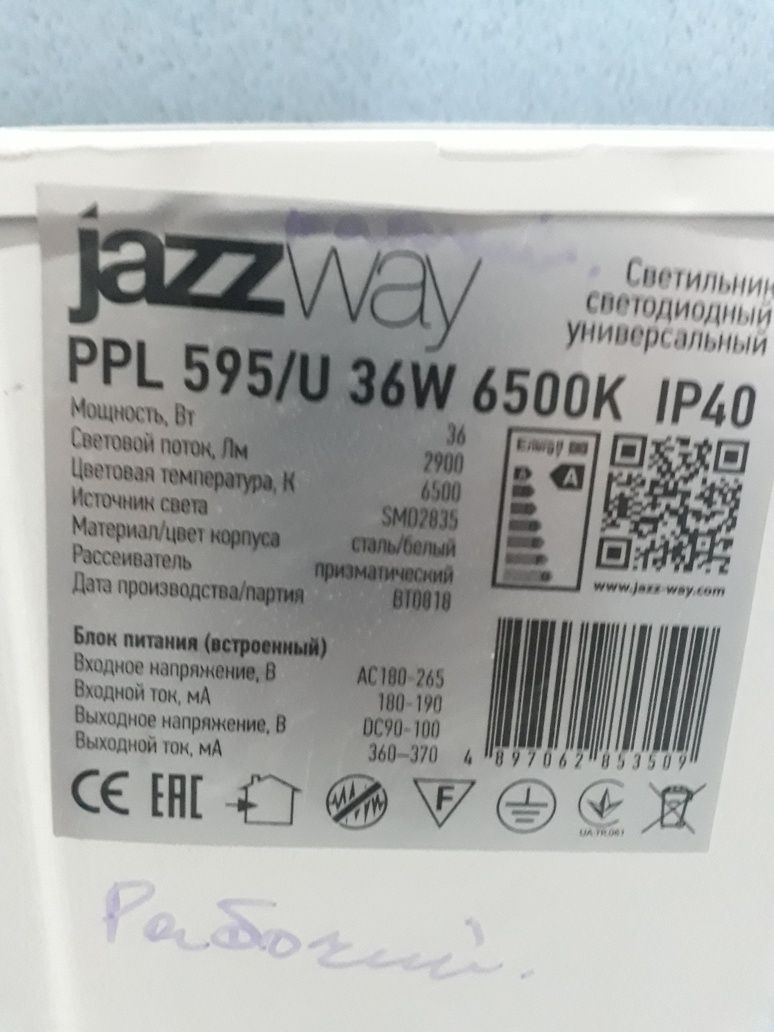 jazzway
Светильник
светодиодный
универсальный
PPL 595/U 36W 6500K IP40
Мощность, Вт 36
Световой поток, Лм 2900
Цветовая температура, К 6500
Источник света SMD2835
Материал/цвет корпуса сталь/белый
Рассеиватель призматический
Дата производства/партия BT0818
A
www.jazz-way.com
Блок питания (встроенный)
Входное напряжение, В AC180-265
Входной ток, мА 180-190
Выходное напряжение, В DC90-100
Выходной ток, мА 360—370
4 897062 853509
CE EAC F
UA.TR.061
Рабочий.